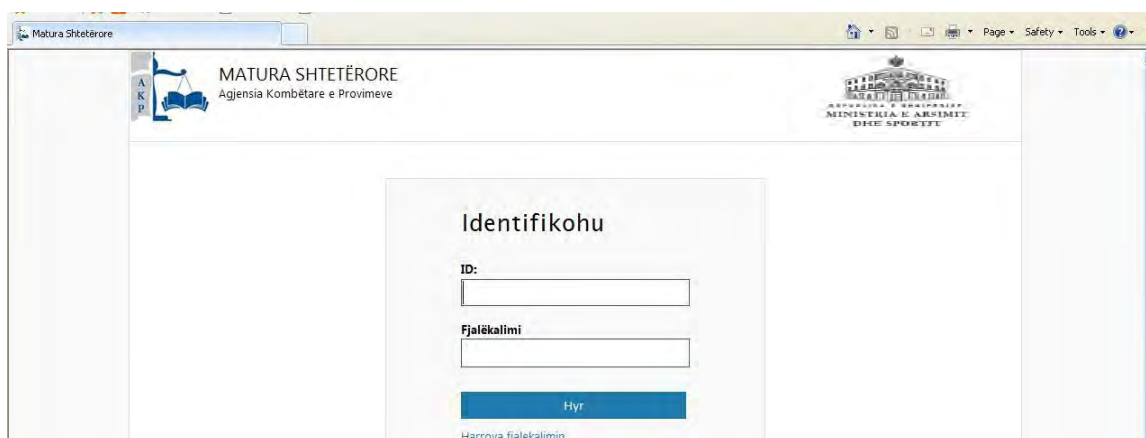 Matura Shtetërore
Page
Safety
Tools
A
K
P
MATURA SHTETËRORE
Agjensia Kombëtare e Provimeve
MINISTRIA E ARSIMIT
DHE SPORTIT
Identifikohu
ID:
Fjalëkalimi
Hyr
Harrova fjalekalimin